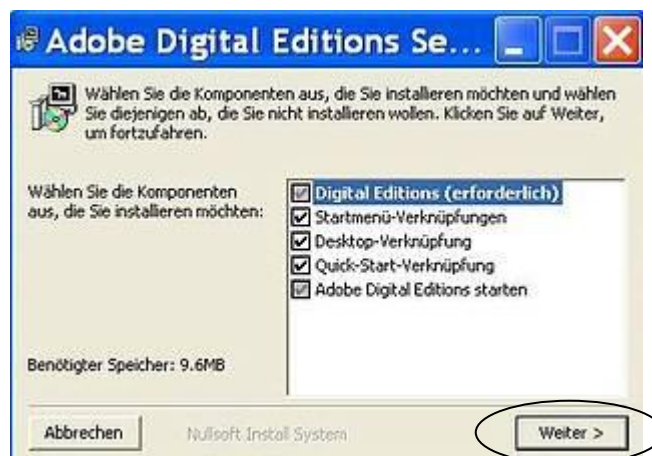 Adobe Digital Editions Se...
Wählen Sie die Komponenten aus, die Sie installieren möchten und wählen
Sie diejenigen ab, die Sie nicht installieren wollen. Klicken Sie auf Weiter,
um fortzufahren.
Wählen Sie die Komponenten
aus, die Sie installieren möchten:
Digital Editions (erforderlich)
Startmenü-Verknüpfungen
Desktop-Verknüpfung
Quick-Start-Verknüpfung
Adobe Digital Editions starten
Benötigter Speicher: 9.6MB
Abbrechen
Nullsoft Install System
Weiter >